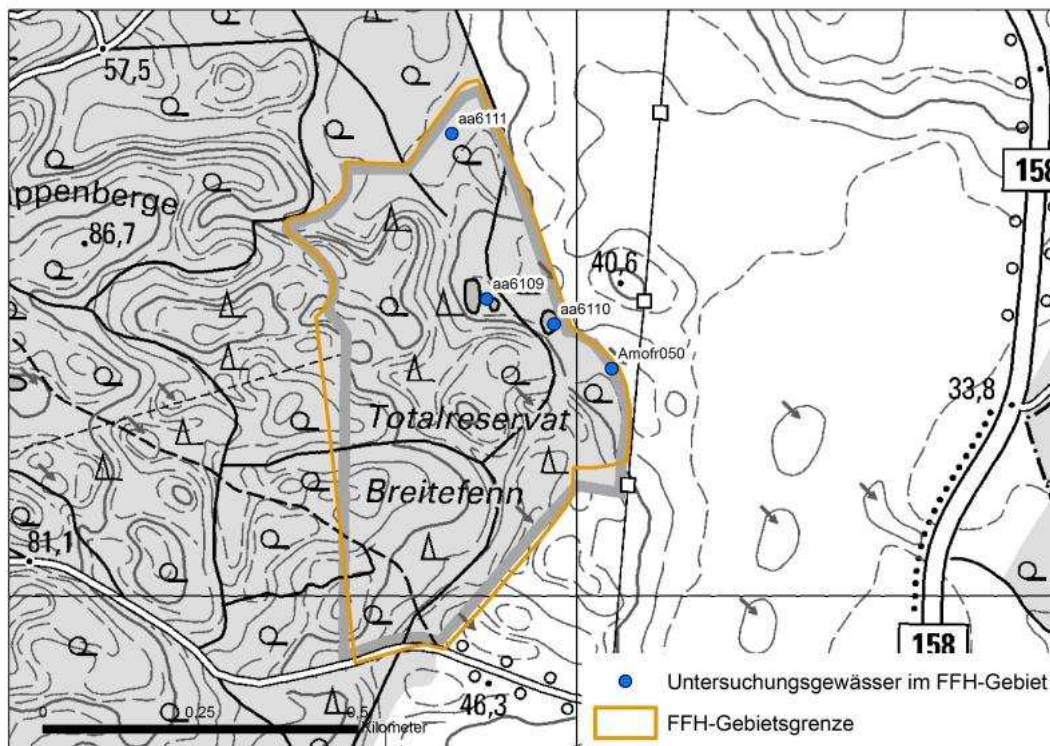 57,5
aa6111
158
ppenberge
86,7
40,6
aa6109
aa6110
Amofr050
33,8
Totalreservat
Breitefenn
81,1
158
46,3
Untersuchungsgewässer im FFH-Gebiet
FFH-Gebietsgrenze
0 0,25 0,5
Kilometer